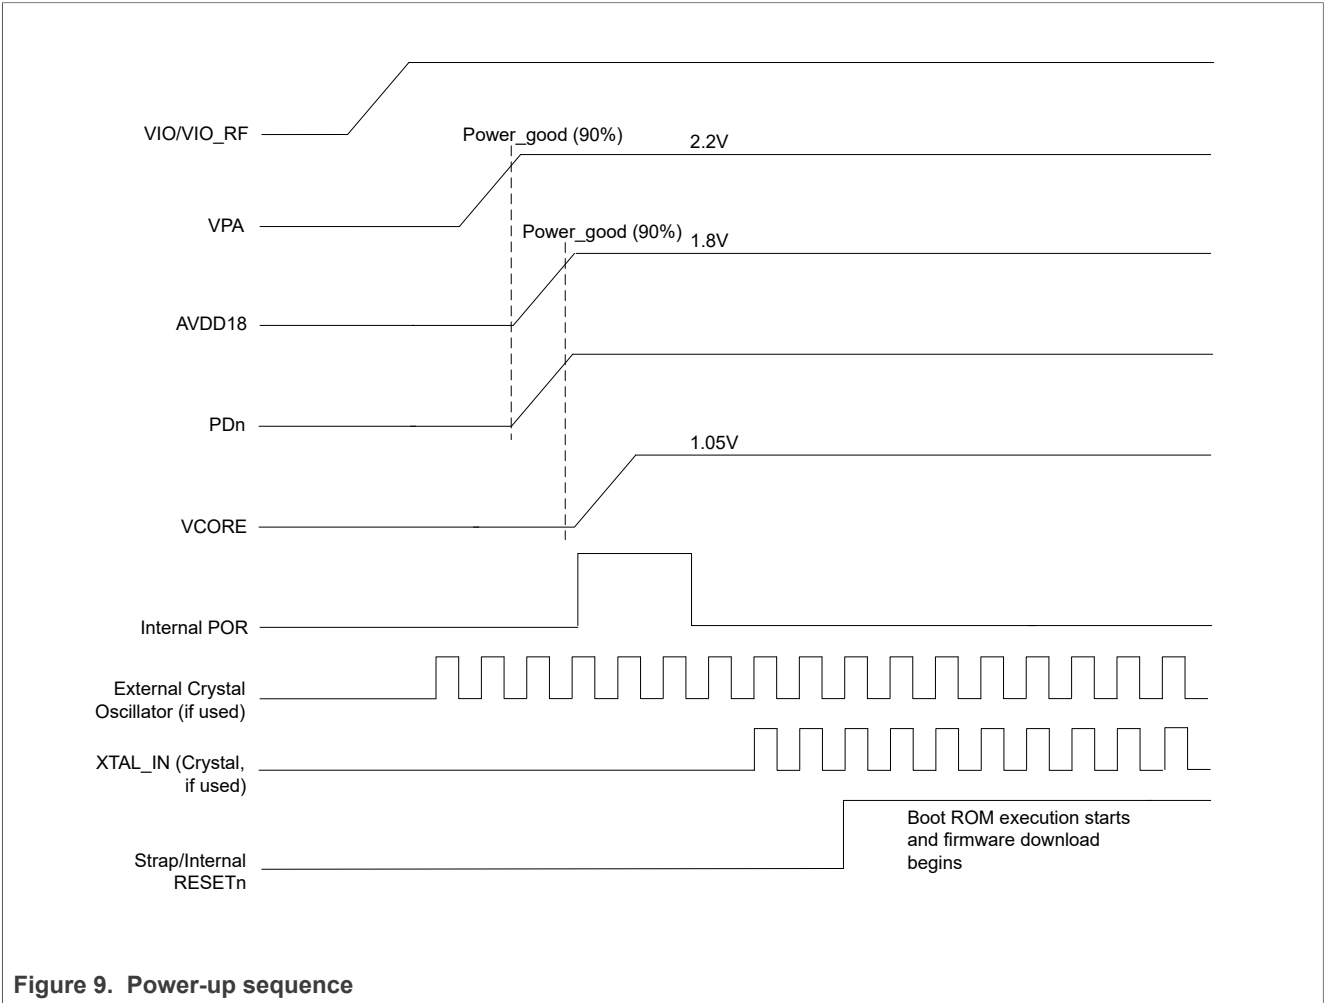 VIO/VIO_RF
Power_good (90%)
2.2V
VPA
Power_good (90%)
1.8V
AVDD18
PDn
1.05V
VCORE
Internal POR
External Crystal
Oscillator (if used)
XTAL_IN (Crystal,
if used)
Boot ROM execution starts
and firmware download
begins
Strap/Internal
RESETn
Figure 9. Power-up sequence